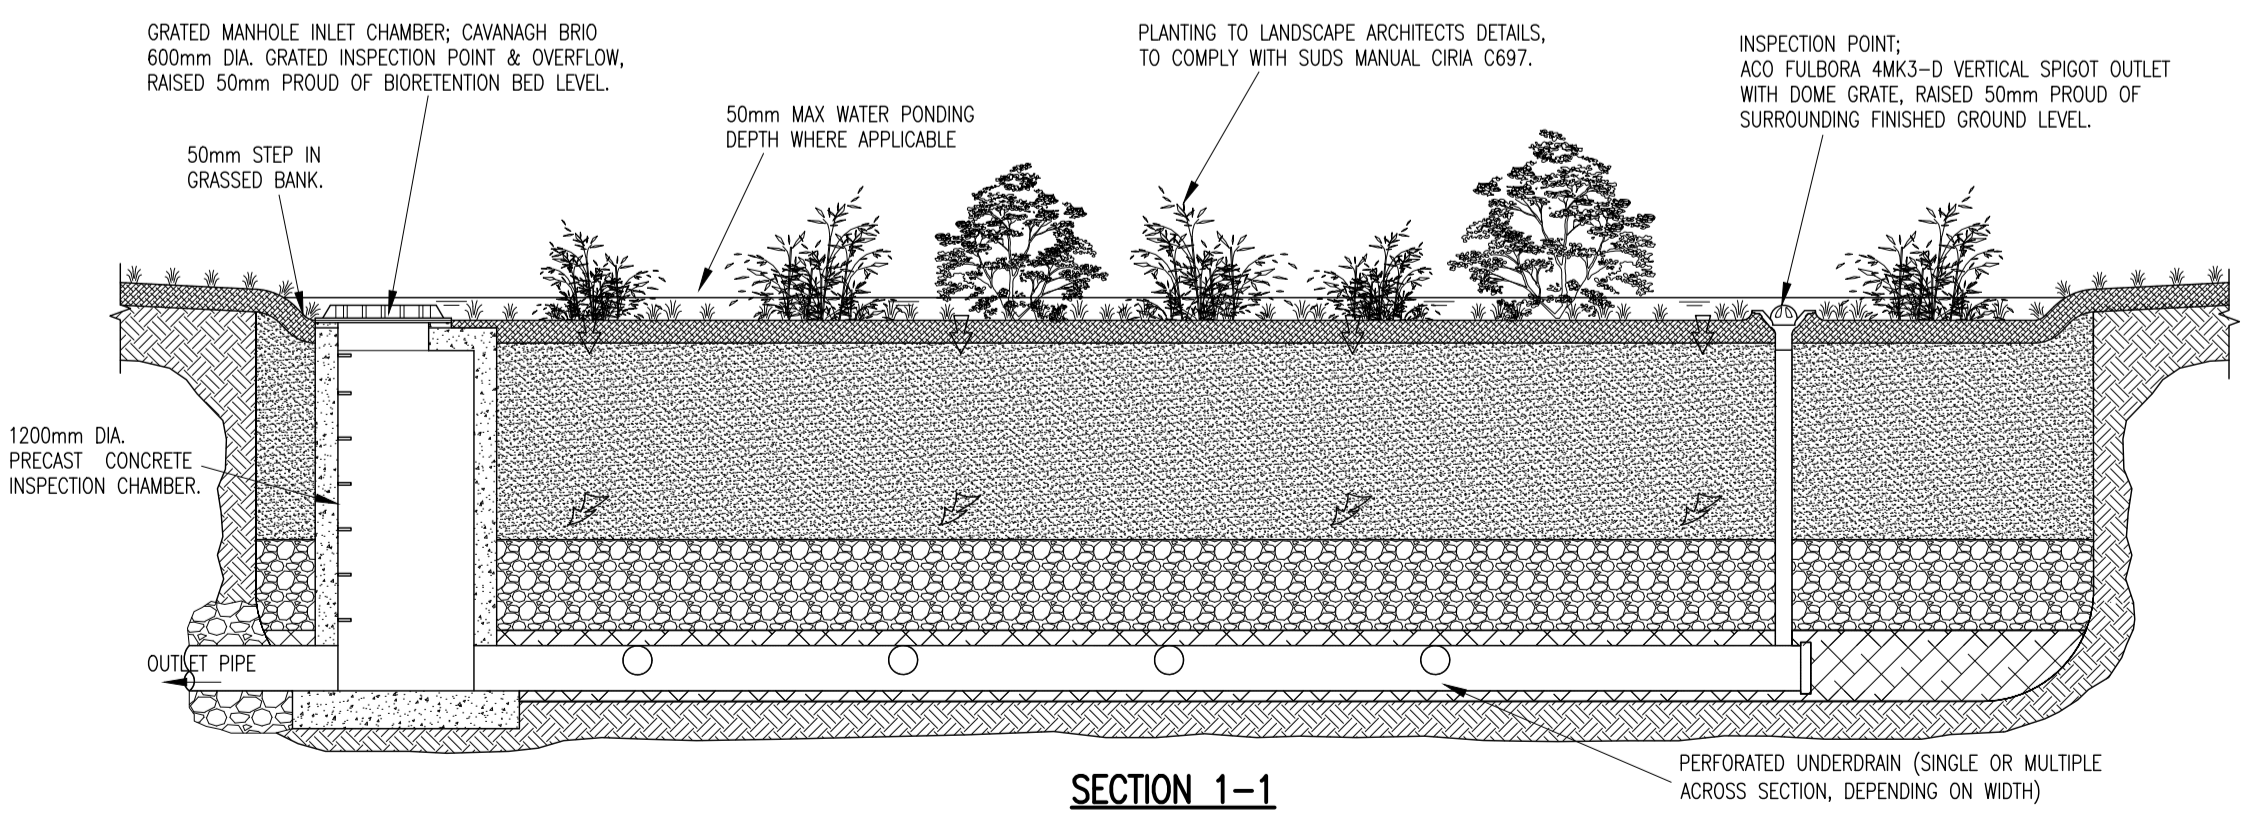 GRATED MANHOLE INLET CHAMBER; CAVANAGH BRIO
600mm DIA. GRATED INSPECTION POINT & OVERFLOW,
RAISED 50mm PROUD OF BIORETENTION BED LEVEL.
PLANTING TO LANDSCAPE ARCHITECTS DETAILS,
TO COMPLY WITH SUDS MANUAL CIRIA C697.
INSPECTION POINT;
ACO FULBORA 4MK3-D VERTICAL SPIGOT OUTLET
WITH DOME GRATE, RAISED 50mm PROUD OF
SURROUNDING FINISHED GROUND LEVEL.
50mm MAX WATER PONDING
DEPTH WHERE APPLICABLE
50mm STEP IN
GRASSED BANK.
1200mm DIA.
PRECAST CONCRETE
INSPECTION CHAMBER.
OUTLET PIPE
PERFORATED UNDERDRAIN (SINGLE OR MULTIPLE
ACROSS SECTION, DEPENDING ON WIDTH)
SECTION 1-1